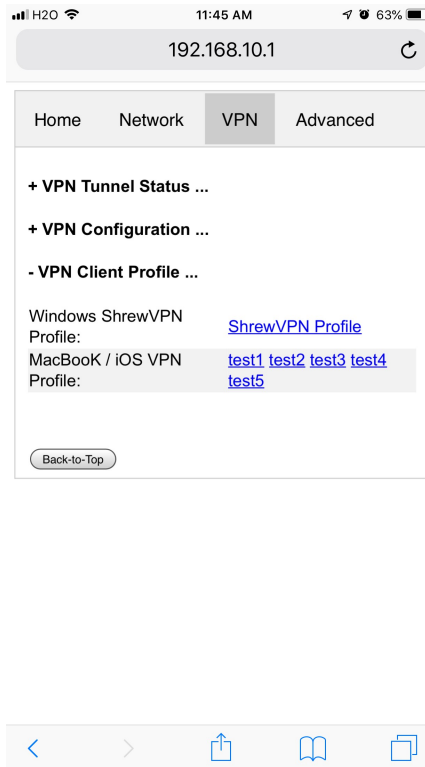 H2O 11:45 AM 63%
192.168.10.1
Home Network VPN Advanced
+ VPN Tunnel Status ...
+ VPN Configuration ...
- VPN Client Profile ...
Windows ShrewVPN ShrewVPN Profile
Profile:
MacBooK / iOS VPN test1 test2 test3 test4
Profile: test5
Back-to-Top